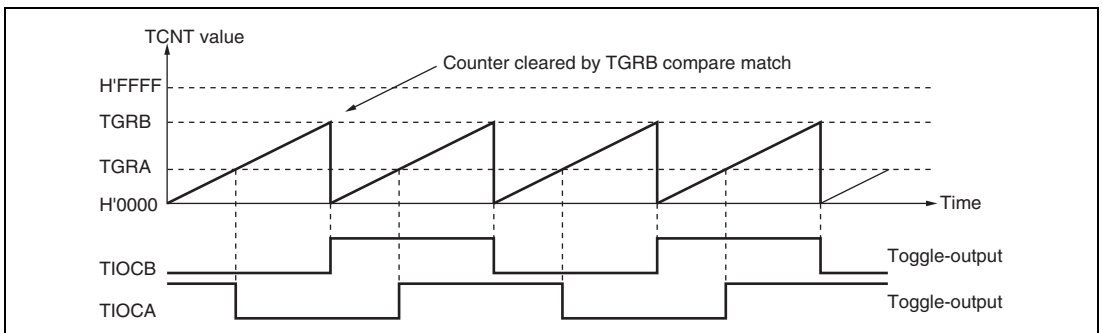 TCNT value
Counter cleared by TGRB compare match
H'FFFF
TGRB
TGRA
H'0000
Time
TIOCB
Toggle-output
TIOCA
Toggle-output